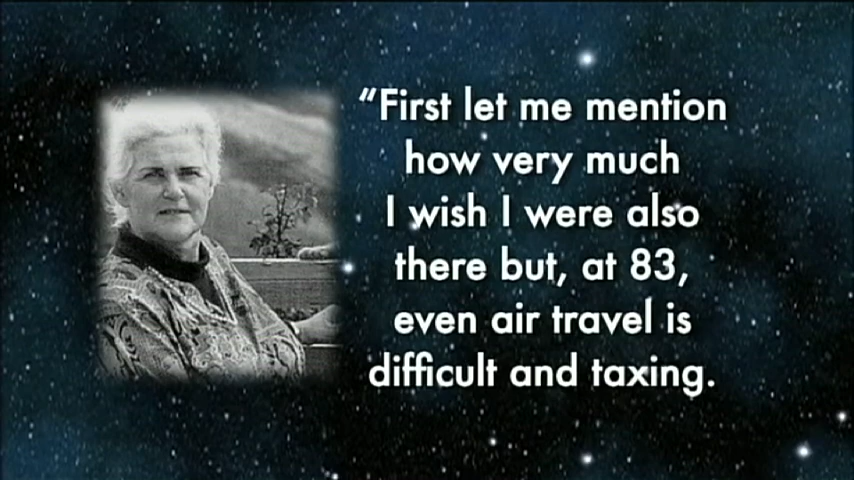 “First let me mention
how very much
I wish I were also
there but, at 83,
even air travel is
difficult and taxing.